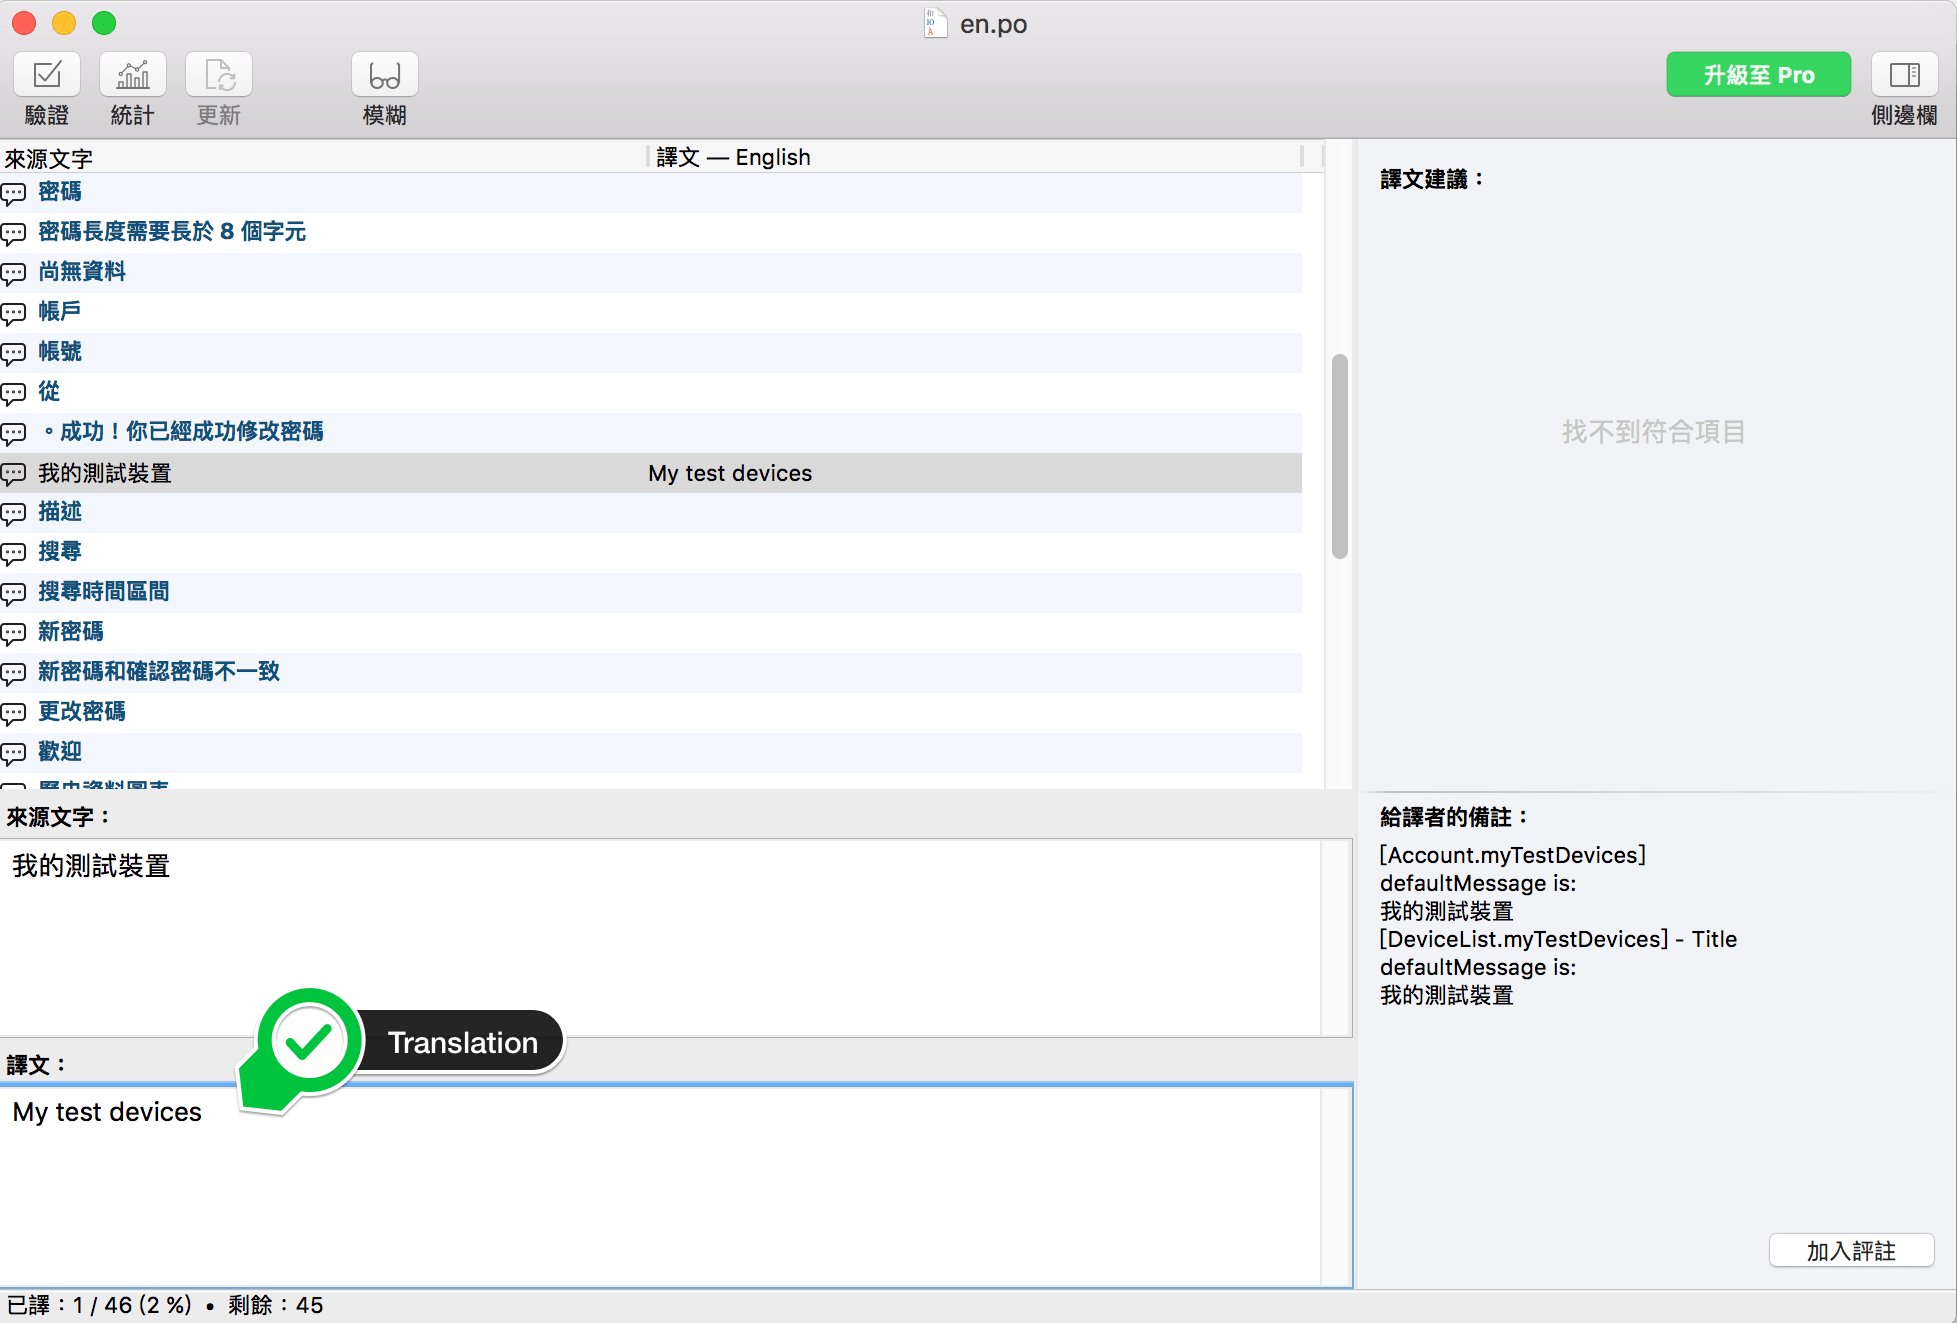 en.po
驗證
統計
更新
模糊
升級至 Pro
側邊欄
來源文字
譯文 — English
密碼
密碼長度需要長於 8 個字元
尚無資料
帳戶
帳號
從
。成功！你已經成功修改密碼
我的測試裝置 My test devices
描述
搜尋
搜尋時間區間
新密碼
新密碼和確認密碼不一致
更改密碼
歡迎
歷史資料圖表
來源文字：
我的測試裝置
Translation
譯文：
My test devices
已譯：1 / 46 (2 %) • 剩餘：45
譯文建議：
找不到符合項目
給譯者的備註：
[Account.myTestDevices]
defaultMessage is:
我的測試裝置
[DeviceList.myTestDevices] - Title
defaultMessage is:
我的測試裝置
加入評註